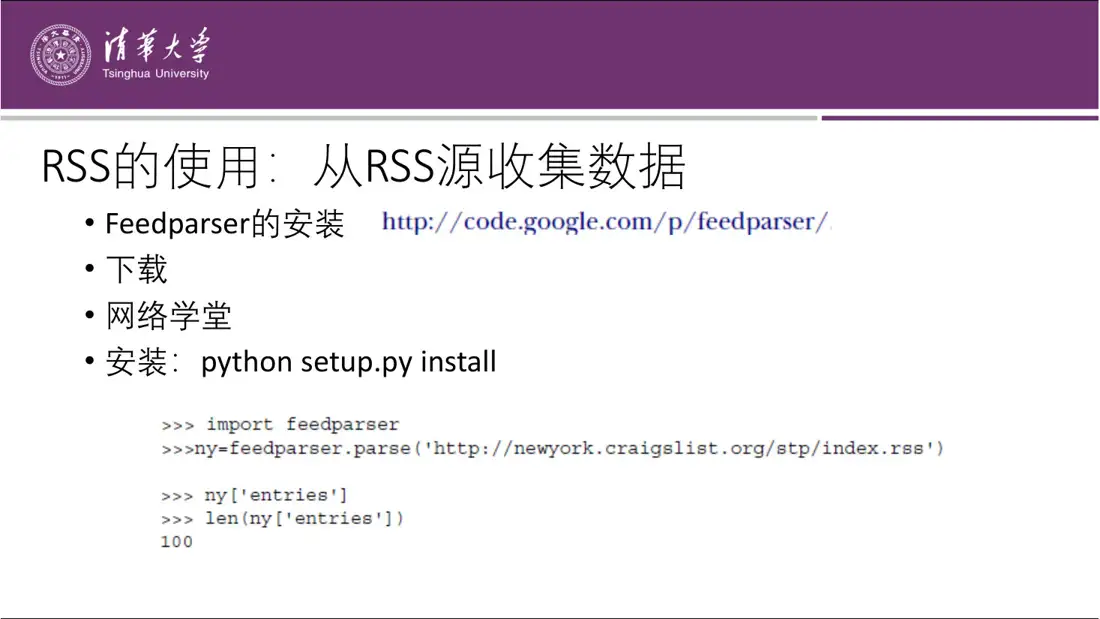 清华大学
Tsinghua University
RSS的使用：从RSS源收集数据
• Feedparser的安装 http://code.google.com/p/feedparser/.
• 下载
• 网络学堂
• 安装：python setup.py install
>>> import feedparser
>>>ny=feedparser.parse('http://newyork.craigslist.org/stp/index.rss')
>>> ny['entries']
>>> len(ny['entries'])
100